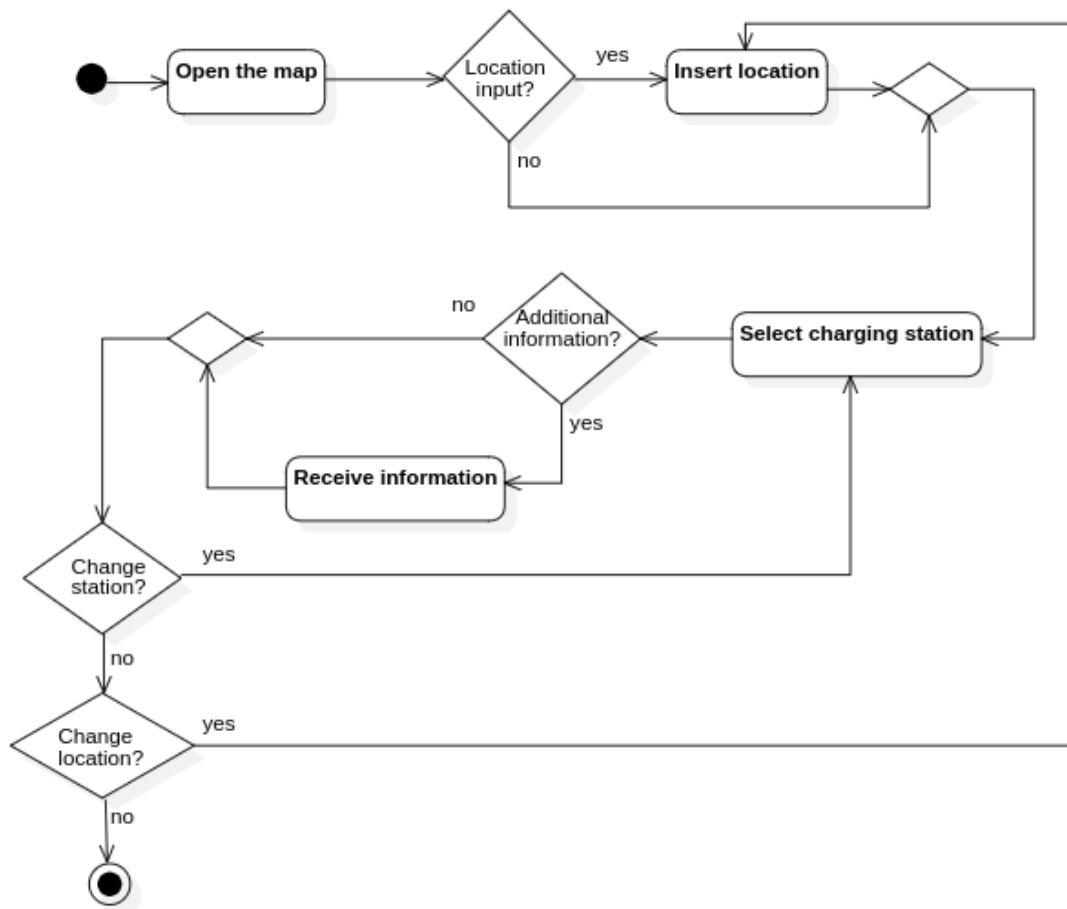 Open the map
Location
input?
yes
Insert location
no
no
Additional
information?
Select charging station
yes
Receive information
Change
station?
yes
no
Change
location?
yes
no